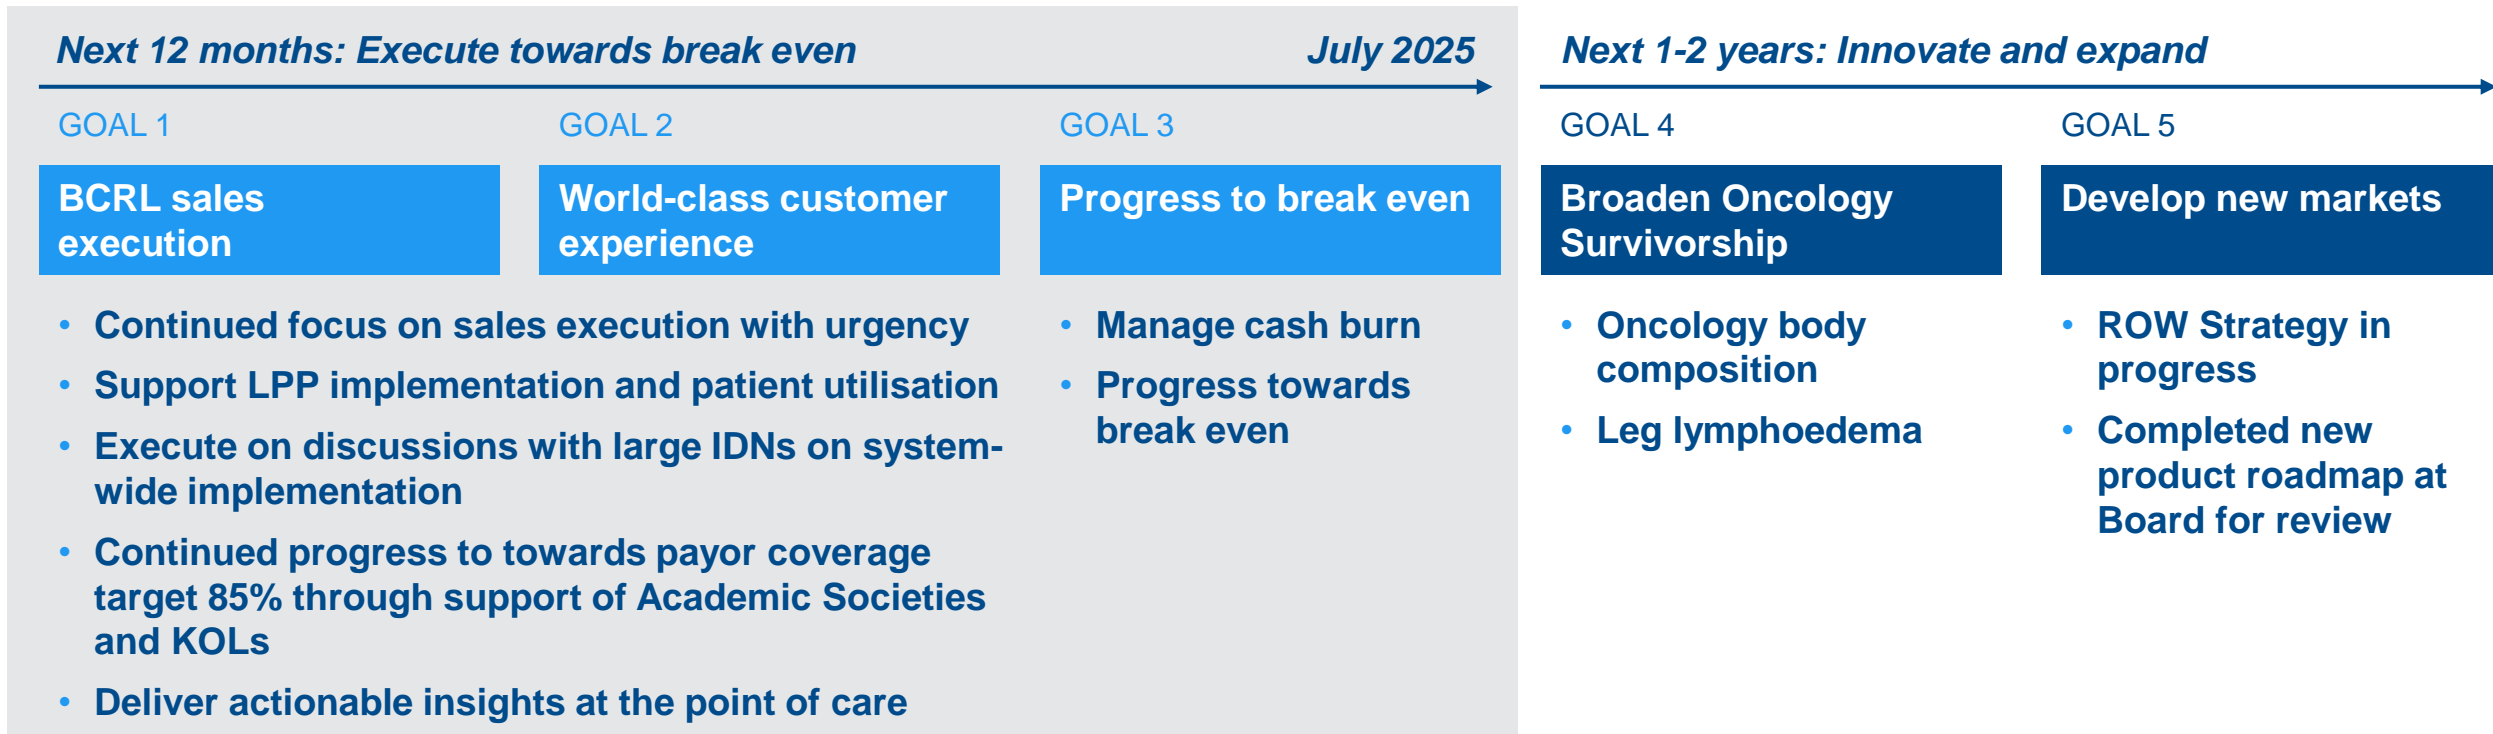 Next 12 months: Execute towards break even
July 2025
GOAL 1
BCRL sales
execution
GOAL 2
World-class customer
experience
• Continued focus on sales execution with urgency
• Support LPP implementation and patient utilisation
• Execute on discussions with large IDNs on system-
wide implementation
• Continued progress to towards payor coverage
target 85% through support of Academic Societies
and KOLs
• Deliver actionable insights at the point of care
GOAL 3
Progress to break even
• Manage cash burn
• Progress towards
break even
Next 1-2 years: Innovate and expand
GOAL 4
Broaden Oncology
Survivorship
• Oncology body
composition
• Leg lymphoedema
GOAL 5
Develop new markets
• ROW Strategy in
progress
• Completed new
product roadmap at
Board for review